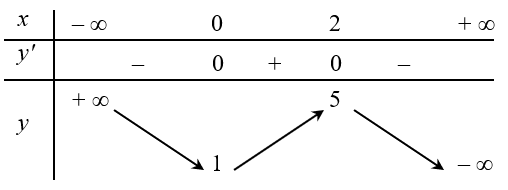 x – ∞ 0 2 + ∞
y' – 0 + 0 –
+ ∞ 5
y
1 – ∞